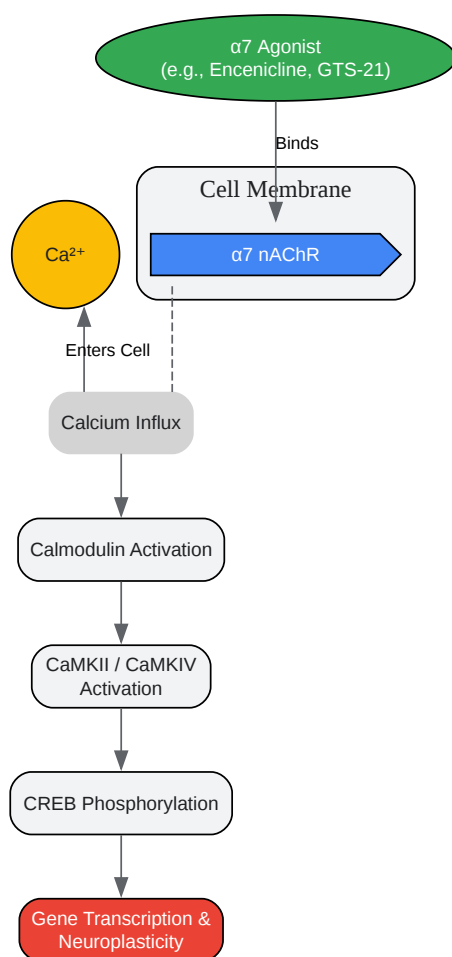 α7 Agonist
(e.g., Encenicline, GTS-21)
Binds
Cell Membrane
α7 nAChR
Ca²⁺
Enters Cell
Calcium Influx
Calmodulin Activation
CaMKII / CaMKIV
Activation
CREB Phosphorylation
Gene Transcription &
Neuroplasticity